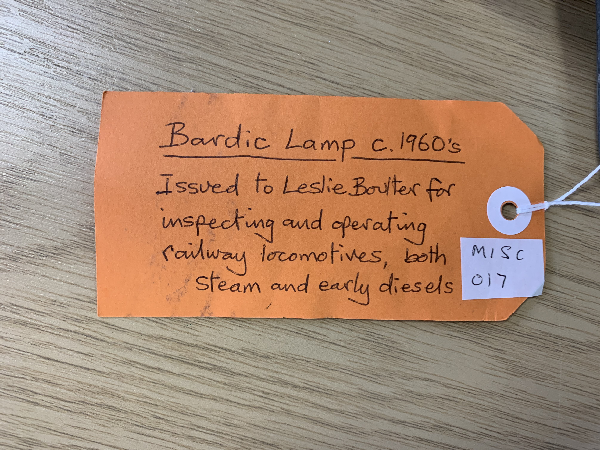 Bardic Lamp c.1960's
Issued to Leslie Boulter for
inspecting and operating
railway locomotives, both
steam and early diesels
MISC
017